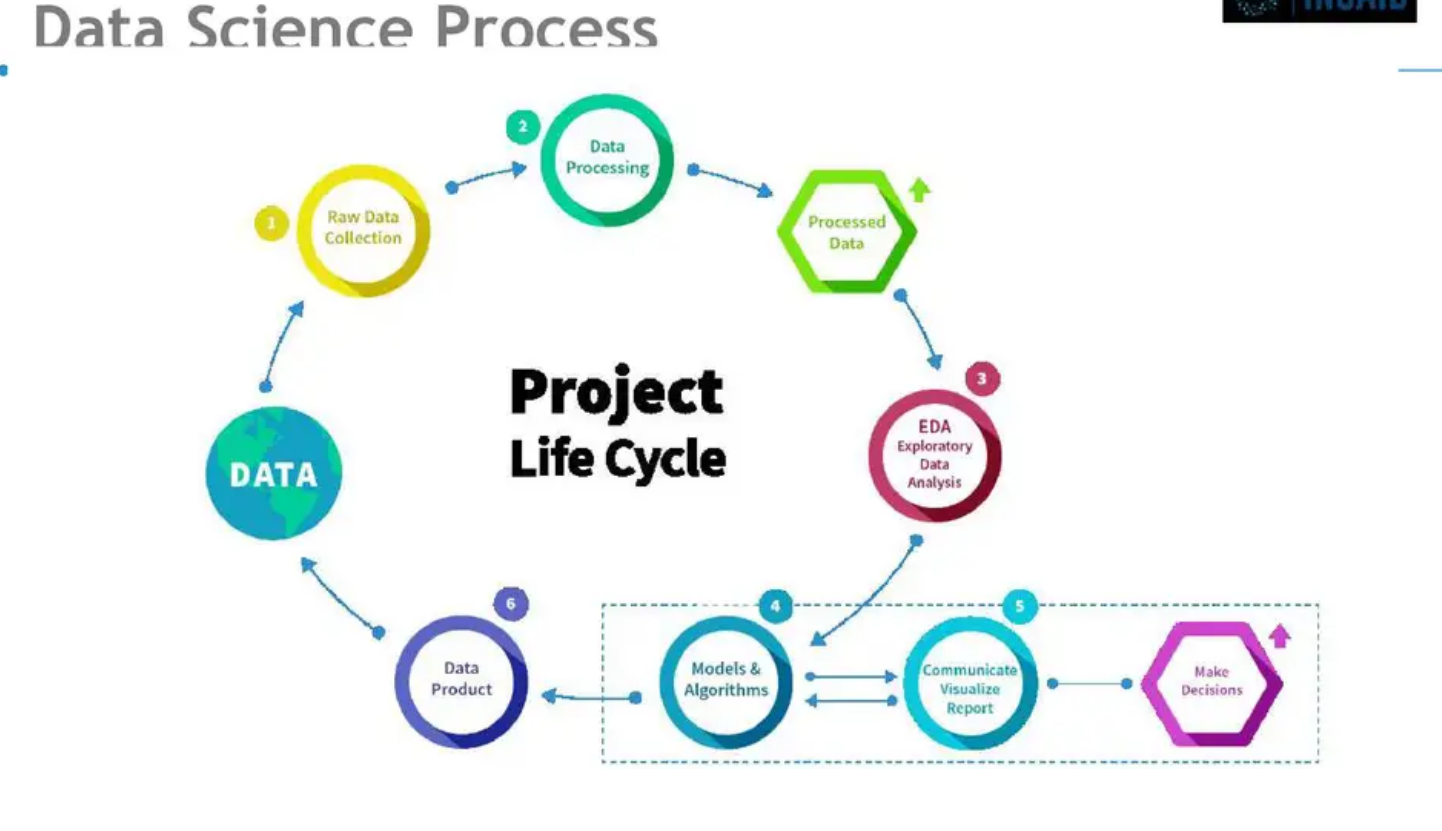 Data Science Process
2
Data
Processing
1
Raw Data
Collection
Processed
Data
3
EDA
Exploratory
Data
Analysis
Project
Life Cycle
DATA
6
Data
Product
4
Models &
Algorithms
5
Communicate
Visualize
Report
Make
Decisions